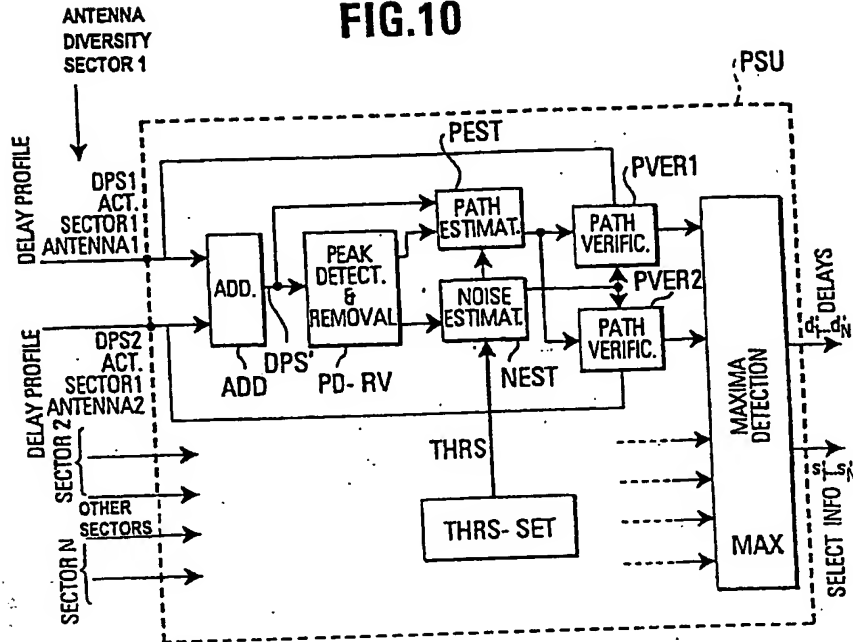 FIG.10
ANTENNA
DIVERSITY
SECTOR 1
PSU
DELAY PROFILE
DPS1
ACT.
SECTOR1
ANTENNA1
DELAY PROFILE
DPS2
ACT.
SECTOR1
ANTENNA2
SECTOR 2
OTHER
SECTORS
SECTOR N
ADD.
ADD
DPS'
PEAK
DETECT.
&
REMOVAL
PD-RV
PEST
PATH
ESTIMAT.
NOISE
ESTIMAT.
NEST
PVER1
PATH
VERIFIC.
PVER2
PATH
VERIFIC.
THRS
THRS-SET
MAXIMA
DETECTION
MAX
DELAYS
d'1...d'N
SELECT INFO
s'1...s'N